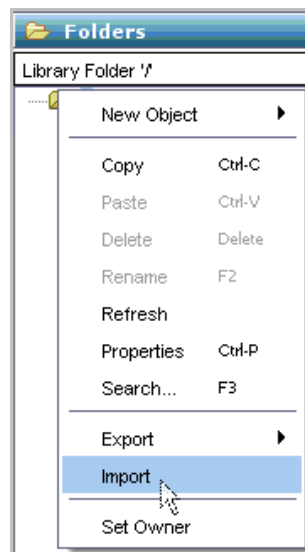 Folders
Library Folder '/'
New Object
Copy Ctrl-C
Paste Ctrl-V
Delete Delete
Rename F2
Refresh
Properties Ctrl-P
Search... F3
Export
Import
Set Owner